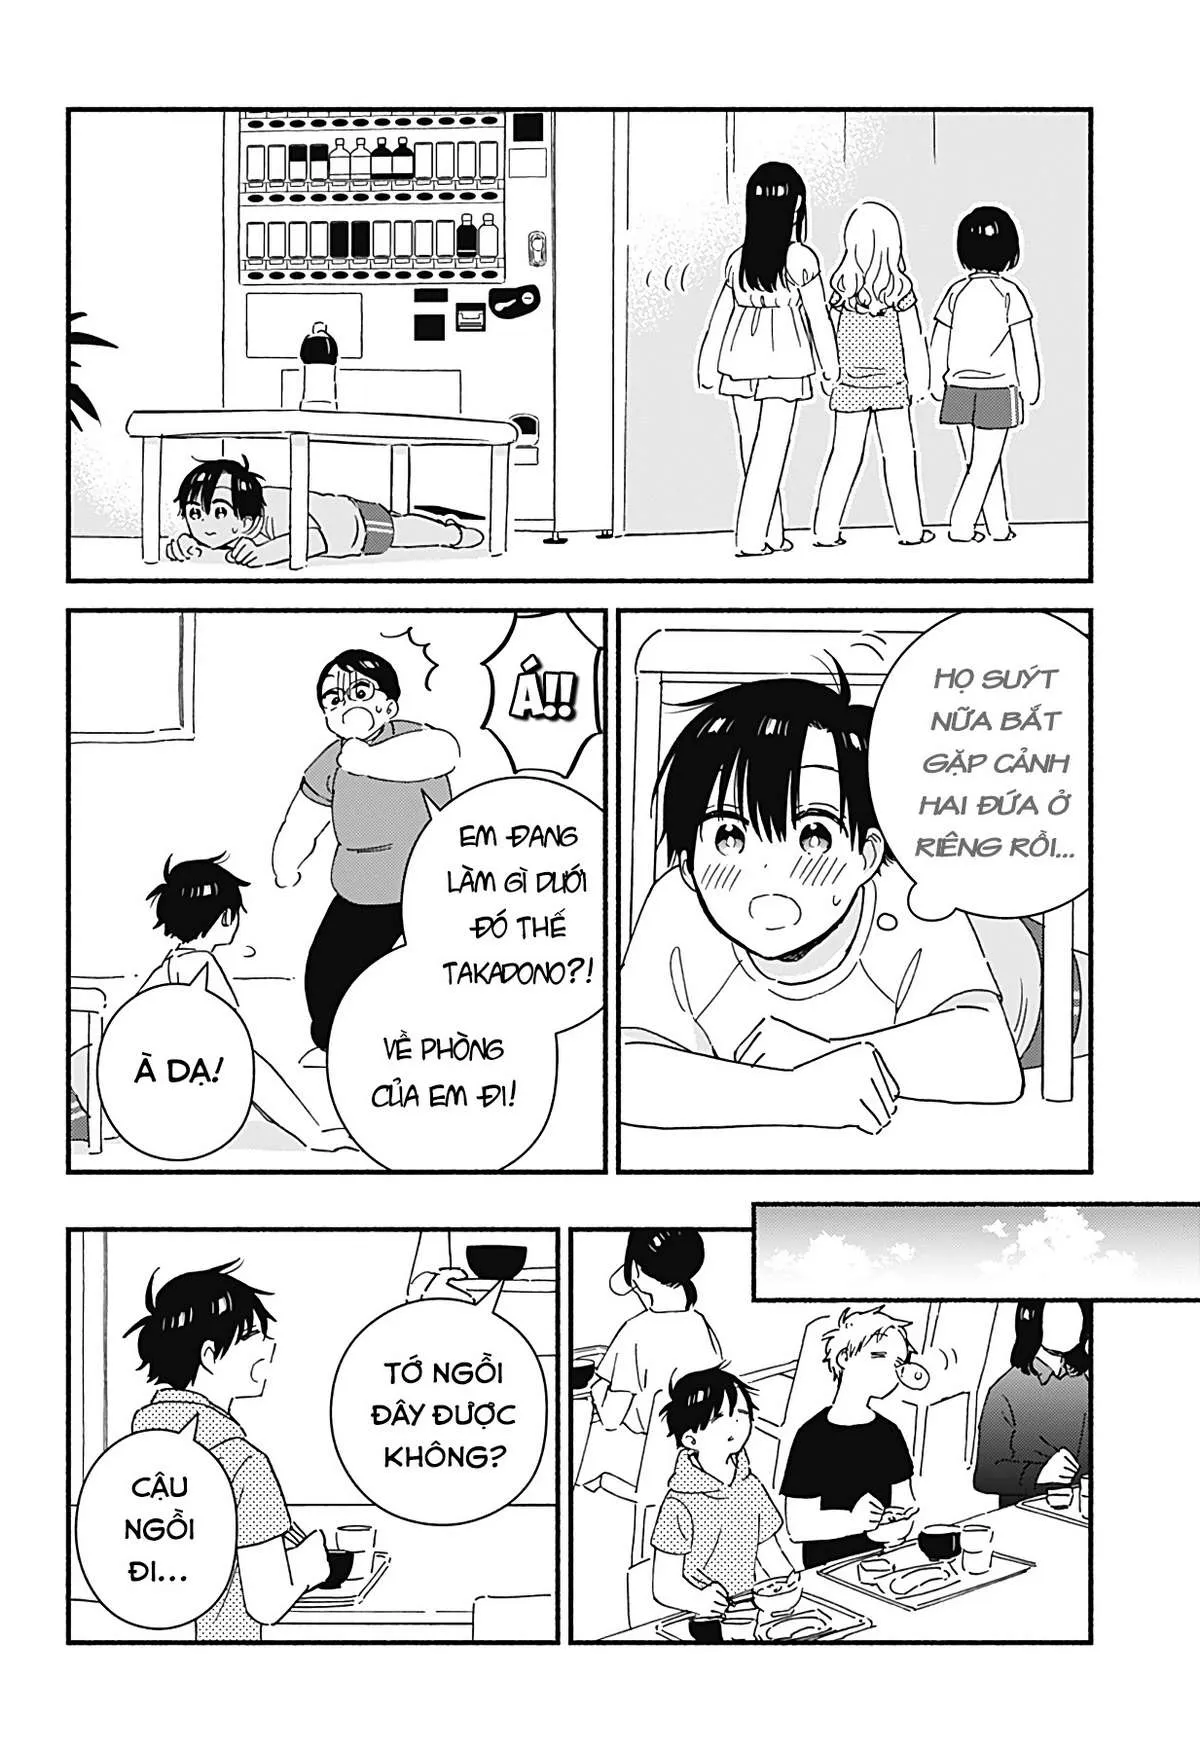 HỌ SUÝT
NỮA BẮT
GẶP CẢNH
HAI ĐỨA Ở
RIÊNG RỒI...
Á!!
EM ĐANG
LÀM GÌ DƯỚI
ĐÓ THẾ
TAKADONO?!
VỀ PHÒNG
CỦA EM ĐI!
À DẠ!
TỚ NGỒI
ĐÂY ĐƯỢC
KHÔNG?
CẬU
NGỒI
ĐI...